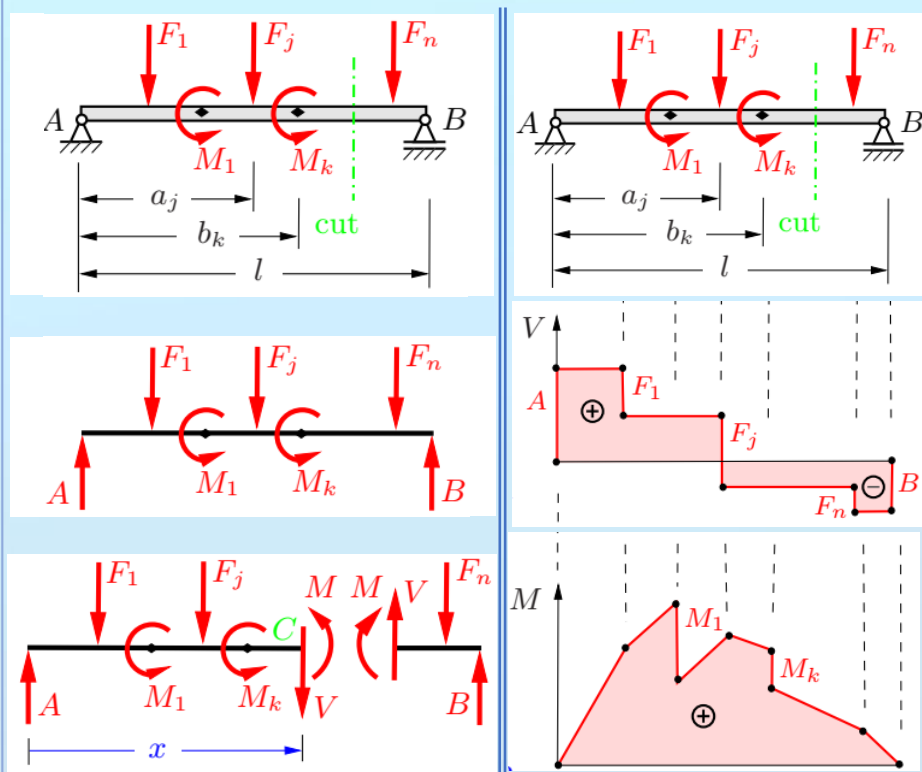 F₁ Fⱼ Fₙ
A B
M₁ Mₖ
aⱼ
bₖ cut
l
F₁ Fⱼ Fₙ
M₁ Mₖ
A B
F₁ Fⱼ M M V Fₙ
C
A M₁ Mₖ V B
x
F₁ Fⱼ Fₙ
A B
M₁ Mₖ
aⱼ
bₖ cut
l
V
A F₁
+ Fⱼ
Fₙ − B
M M₁
Mₖ
+